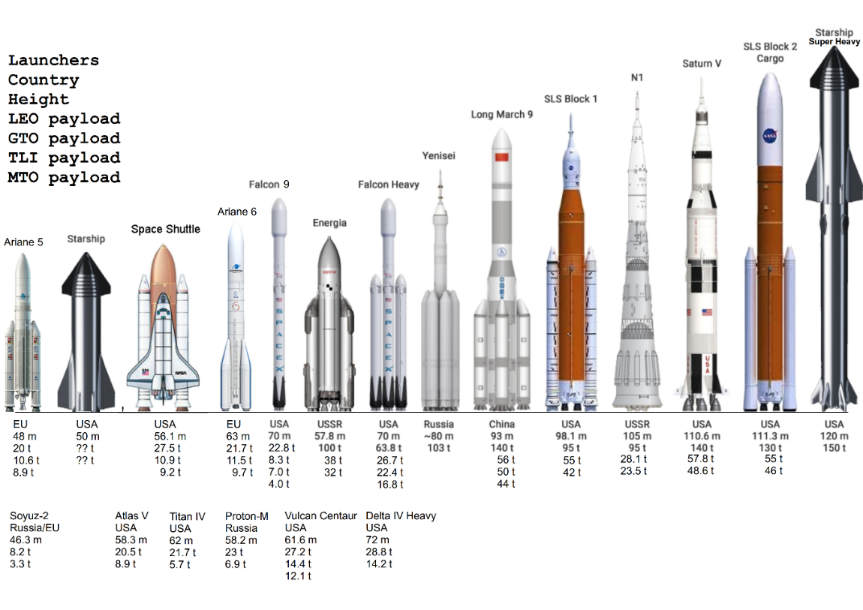 Launchers
Country
Height
LEO payload
GTO payload
TLI payload
MTO payload
Ariane 5
Starship
Space Shuttle
Ariane 6
Falcon 9
Energia
Falcon Heavy
Yenisei
Long March 9
SLS Block 1
N1
Saturn V
SLS Block 2
Cargo
Starship
Super Heavy
SPACEX
SPACEX
NASA
NASA
USA
EU
48 m
20 t
10.6 t
8.9 t
USA
50 m
?? t
?? t
,
USA
56.1 m
27.5 t
10.9 t
9.2 t
EU
63 m
21.7 t
11.5 t
9.7 t
USA
70 m
22.8 t
8.3 t
7.0 t
4.0 t
USSR
57.8 m
100 t
38 t
32 t
USA
70 m
63.8 t
26.7 t
22.4 t
16.8 t
Russia
~80 m
103 t
China
93 m
140 t
56 t
50 t
44 t
USA
98.1 m
95 t
55 t
42 t
USSR
105 m
95 t
28.1 t
23.5 t
USA
110.6 m
140 t
57.8 t
48.6 t
USA
111.3 m
130 t
55 t
46 t
USA
120 m
150 t
Soyuz-2
Russia/EU
46.3 m
8.2 t
3.3 t
Atlas V
USA
58.3 m
20.5 t
8.9 t
Titan IV
USA
62 m
21.7 t
5.7 t
Proton-M
Russia
58.2 m
23 t
6.9 t
Vulcan Centaur
USA
61.6 m
27.2 t
14.4 t
12.1 t
Delta IV Heavy
USA
72 m
28.8 t
14.2 t